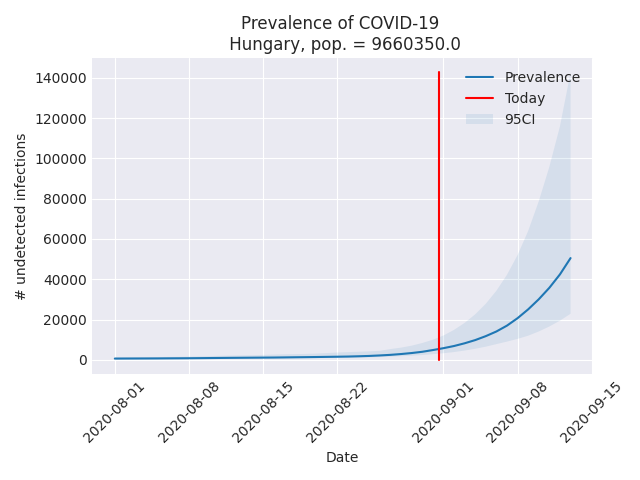 Prevalence of COVID-19
Hungary, pop. = 9660350.0
Prevalence
Today
95CI
140000
120000
100000
80000
60000
40000
20000
0
# undetected infections
2020-08-01
2020-08-08
2020-08-15
2020-08-22
2020-09-01
2020-09-08
2020-09-15
Date